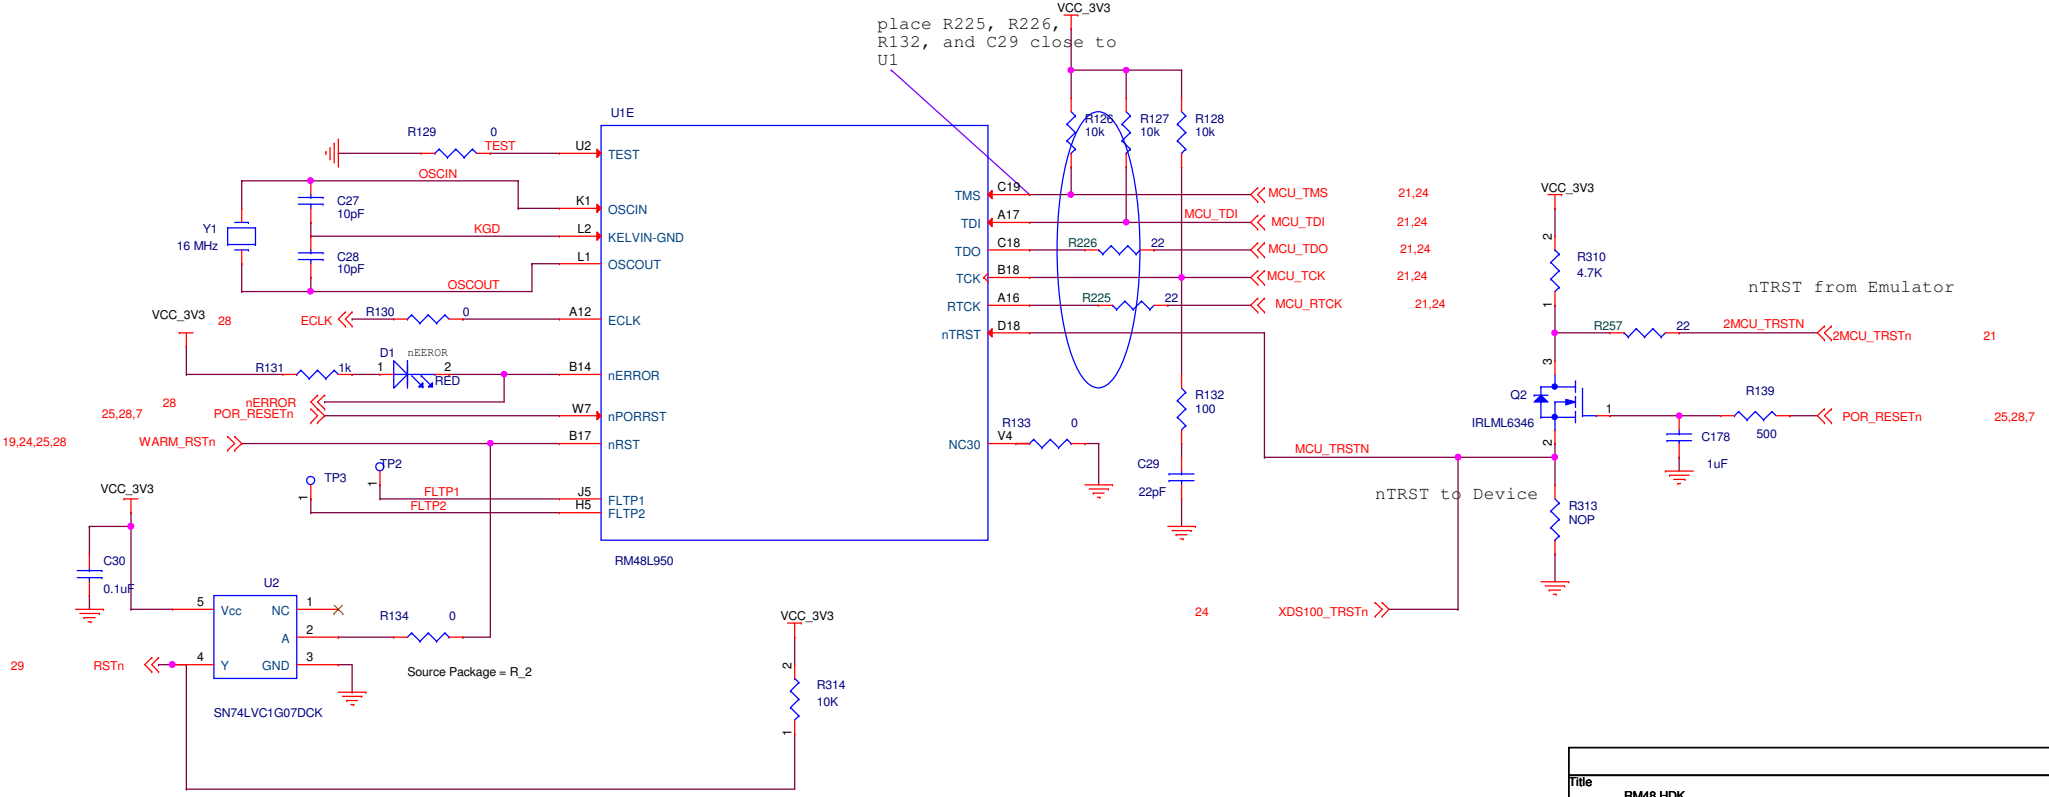 place R225, R226,
R132, and C29 close to
U1
VCC_3V3
U1E
R129 0
TEST
U2 TEST
OSCIN
K1 OSCIN
C27
10pF
KGD
L2 KELVIN-GND
Y1
16 MHz
C28
10pF
L1 OSCOUT
OSCOUT
VCC_3V3
28 ECLK R130 0 A12 ECLK
R131 1k
D1
nEEROR
1 2
RED
B14 nERROR
28 nERROR
25,28,7 POR_RESETn W7 nPORRST
19,24,25,28 WARM_RSTn B17 nRST
TP2
1
TP3
1
FLTP1 J5 FLTP1
FLTP2 H5 FLTP2
RM48L950
R126
10k
R127
10k
R128
10k
TMS C19 MCU_TMS 21,24
TDI A17 MCU_TDI MCU_TDI 21,24
TDO C18 R226 22 MCU_TDO 21,24
TCK B18 MCU_TCK 21,24
RTCK A16 R225 22 MCU_RTCK 21,24
nTRST D18
R132
100
NC30 V4 R133 0
C29
22pF
MCU_TRSTN
nTRST to Device
VCC_3V3
2
R310
4.7K
1
nTRST from Emulator
R257 22 2MCU_TRSTN 2MCU_TRSTn 21
3
Q2
IRLML6346
1
2
R139
500
POR_RESETn 25,28,7
C178
1uF
R313
NOP
24 XDS100_TRSTn
VCC_3V3
C30
0.1uF
U2
5 Vcc NC 1
A 2
4 Y GND 3
R134 0
29 RSTn
Source Package = R_2
SN74LVC1G07DCK
VCC_3V3
2
R314
10K
1
Title
RM48 HDK